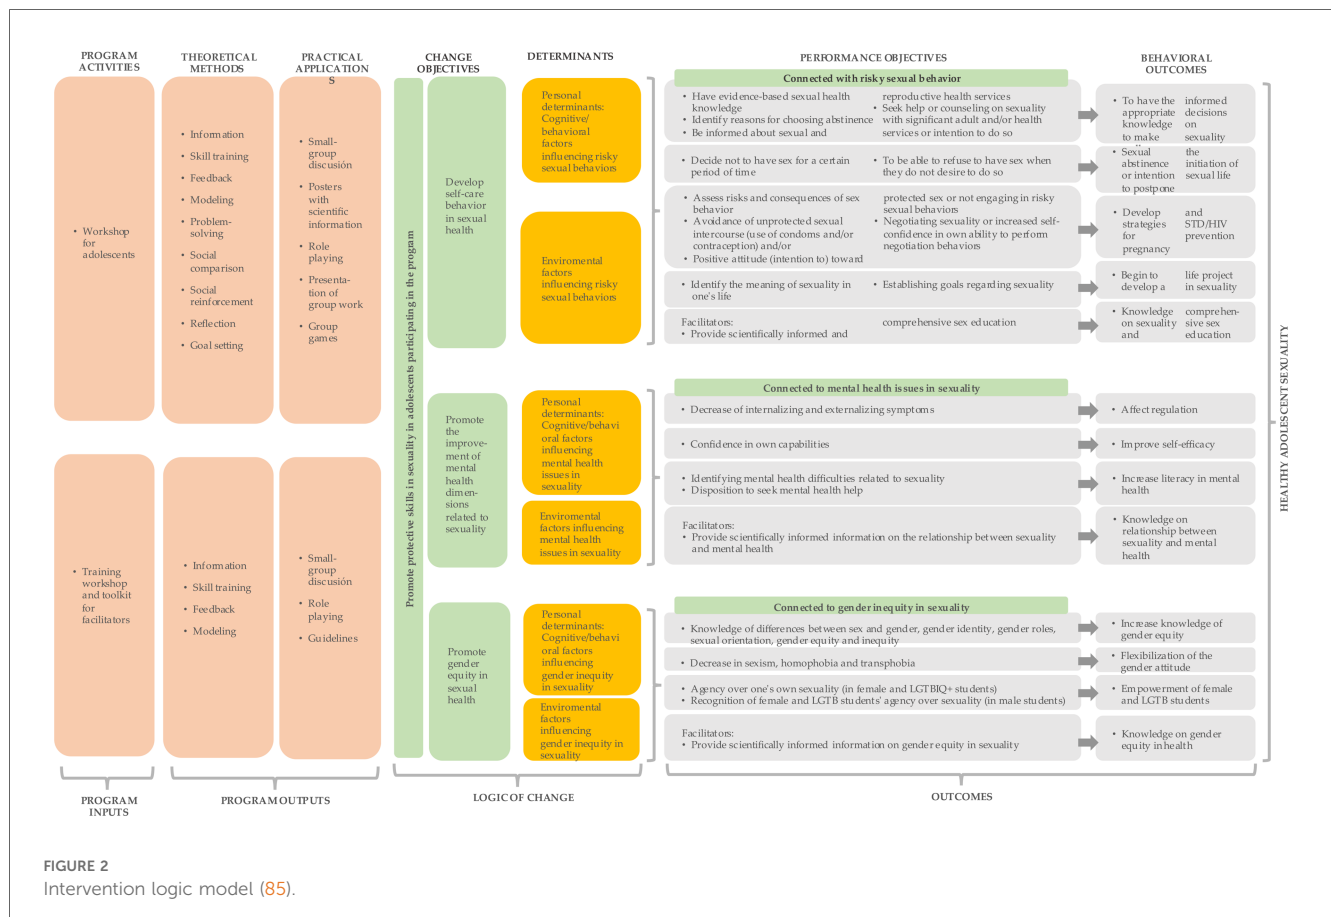 PROGRAM
ACTIVITIES
THEORETICAL
METHODS
PRACTICAL
APPLICATION
S
CHANGE
OBJECTIVES
DETERMINANTS
PERFORMANCE OBJECTIVES
BEHAVIORAL
OUTCOMES
• Workshop
for
adolescents
• Information
• Skill training
• Feedback
• Modeling
• Problem-
solving
• Social
comparison
• Social
reinforcement
• Reflection
• Goal setting
• Small-
group
discusión
• Posters
with
scientific
information
• Role
playing
• Presenta-
tion of
group work
• Group
games
• Training
workshop
and toolkit
for
facilitators
• Information
• Skill training
• Feedback
• Modeling
• Small-
group
discusión
• Role
playing
• Guidelines
Promote protective skills in sexuality in adolescents participating in the program
Develop
self-care
behavior
in sexual
health
Personal
determinants:
Cognitive/
behavioral
factors
influencing risky
sexual behaviors
Enviromental
factors
influencing risky
sexual behaviors
Connected with risky sexual behavior
• Have evidence-based sexual health
knowledge
• Identify reasons for choosing abstinence
• Be informed about sexual and
reproductive health services
• Seek help or counseling on sexuality
with significant adult and/or health
services or intention to do so
• To have the
appropriate
knowledge
to make
informed
decisions
on
sexuality
• Decide not to have sex for a certain
period of time
• To be able to refuse to have sex when
they do not desire to do so
• Sexual
abstinence
or intention
to postpone
the
initiation of
sexual life
• Assess risks and consequences of sex
behavior
• Avoidance of unprotected sexual
intercourse (use of condoms and/or
contraception) and/or
• Positive attitude (intention to) toward
protected sex or not engaging in risky
sexual behaviors
• Negotiating sexuality or increased self-
confidence in own ability to perform
negotiation behaviors
• Develop
strategies
for
pregnancy
and
STD/HIV
prevention
• Identify the meaning of sexuality in
one's life
• Establishing goals regarding sexuality
• Begin to
develop a
life project
in sexuality
Facilitators:
• Provide scientifically informed and
comprehensive sex education
• Knowledge
on sexuality
and
comprehen-
sive sex
education
Promote
the
improve-
ment of
mental
health
dimen-
sions
related to
sexuality
Personal
determinants:
Cognitive/behavi
oral factors
influencing
mental health
issues in
sexuality
Enviromental
factors influencing
mental health
issues in sexuality
Connected to mental health issues in sexuality
• Decrease of internalizing and externalizing symptoms
• Affect regulation
• Confidence in own capabilities
• Improve self-efficacy
• Identifying mental health difficulties related to sexuality
• Disposition to seek mental health help
• Increase literacy in mental
health
Facilitators:
• Provide scientifically informed information on the relationship between sexuality
and mental health
• Knowledge on
relationship between
sexuality and mental
health
Promote
gender
equity in
sexual
health
Personal
determinants:
Cognitive/behavi
oral factors
influencing
gender inequity
in sexuality
Enviromental
factors
influencing
gender inequity in
sexuality
Connected to gender inequity in sexuality
• Knowledge of differences between sex and gender, gender identity, gender roles,
sexual orientation, gender equity and inequity
• Increase knowledge of
gender equity
• Decrease in sexism, homophobia and transphobia
• Flexibilization of the
gender attitude
• Agency over one's own sexuality (in female and LGTBIQ+ students)
• Recognition of female and LGTB students' agency over sexuality (in male students)
• Empowerment of female
and LGTB students
Facilitators:
• Provide scientifically informed information on gender equity in sexuality
• Knowledge on gender
equity in health
HEALTHY ADOLESCENT SEXUALITY
PROGRAM
INPUTS
PROGRAM OUTPUTS
LOGIC OF CHANGE
OUTCOMES
FIGURE 2
Intervention logic model (85).